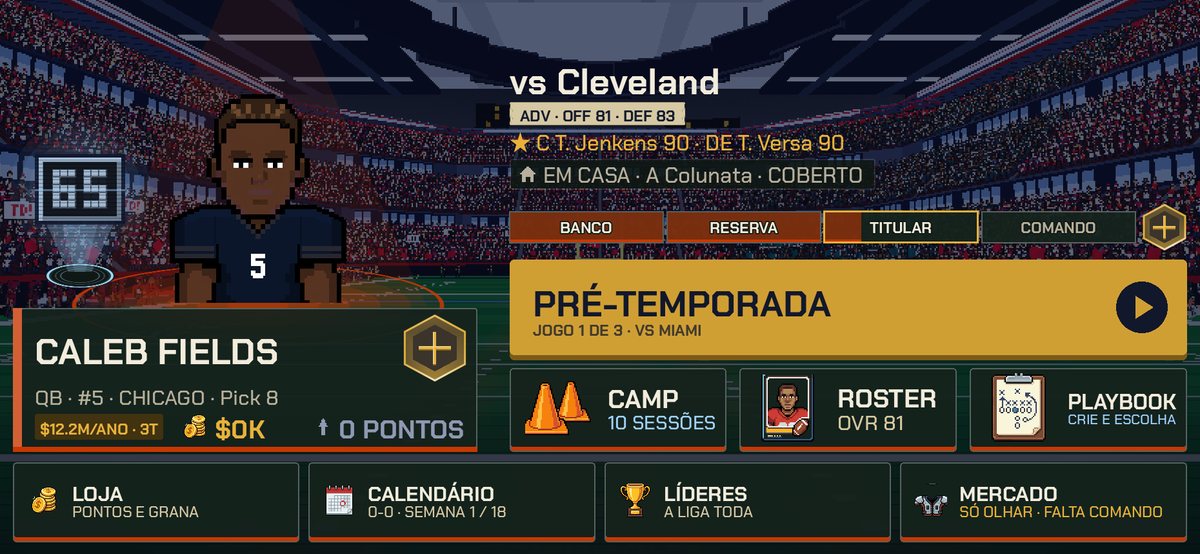 vs Cleveland
ADV · OFF 81 · DEF 83
★ C T. Jenkens 90 · DE T. Versa 90
EM CASA · A Colunata · COBERTO
65
TD!
5
BANCO
RESERVA
TITULAR
COMANDO
PRÉ-TEMPORADA
JOGO 1 DE 3 · VS MIAMI
CALEB FIELDS
QB · #5 · CHICAGO · Pick 8
$12.2M/ANO · 3T
$0K
0 PONTOS
CAMP
10 SESSÕES
ROSTER
OVR 81
PLAYBOOK
CRIE E ESCOLHA
LOJA
PONTOS E GRANA
CALENDÁRIO
0-0 · SEMANA 1 / 18
LÍDERES
A LIGA TODA
MERCADO
SÓ OLHAR · FALTA COMANDO